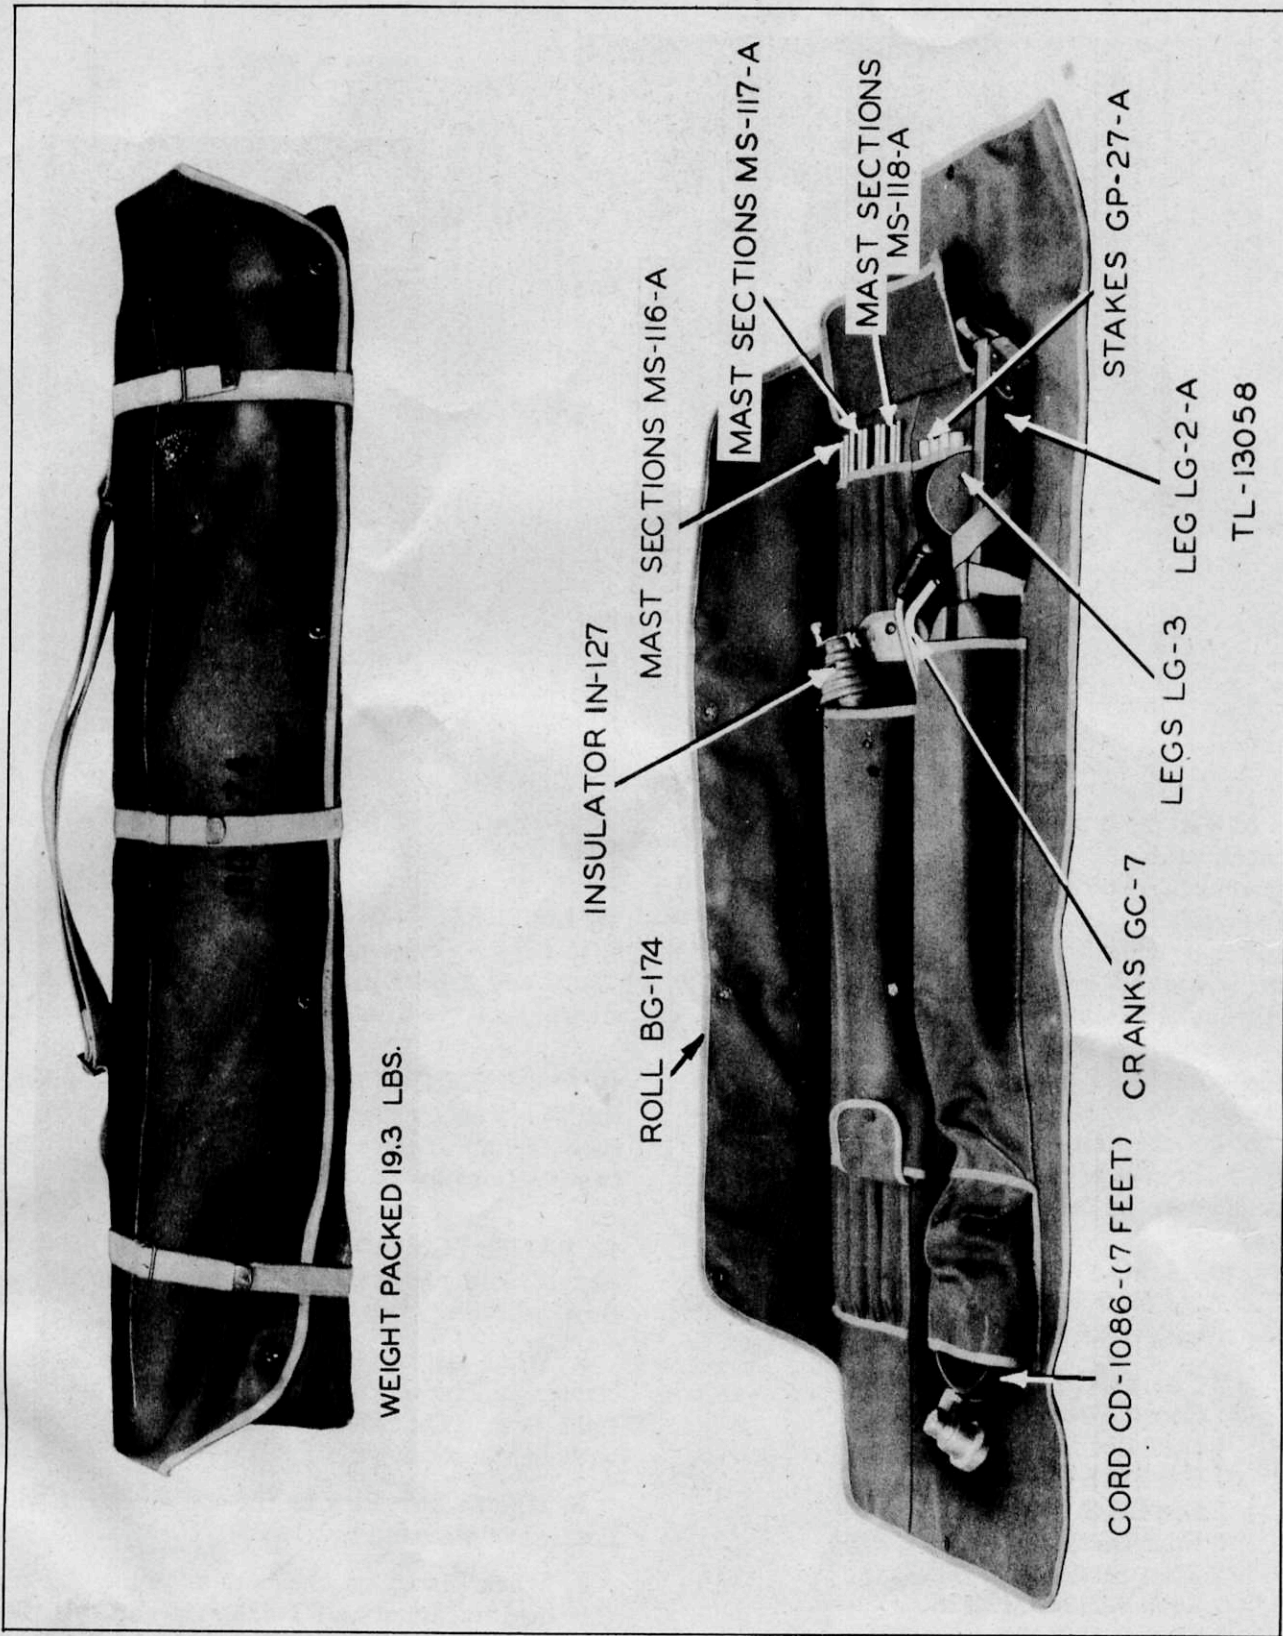 WEIGHT PACKED 19.3 LBS.
INSULATOR IN-127
ROLL BG-174
MAST SECTIONS MS-116-A
MAST SECTIONS MS-117-A
MAST SECTIONS
MS-118-A
CORD CD-1086-(7 FEET)
CRANKS GC-7
LEGS LG-3
LEG LG-2-A
STAKES GP-27-A
TL-13058